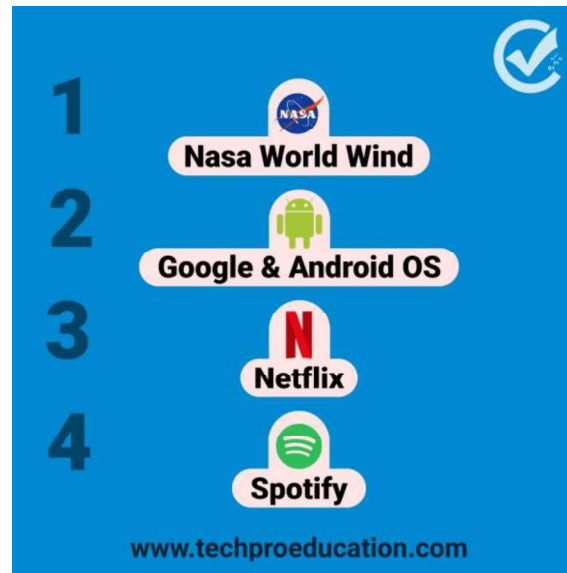 1
NASA
Nasa World Wind
2
Google & Android OS
3
N
Netflix
4
Spotify
www.techproeducation.com